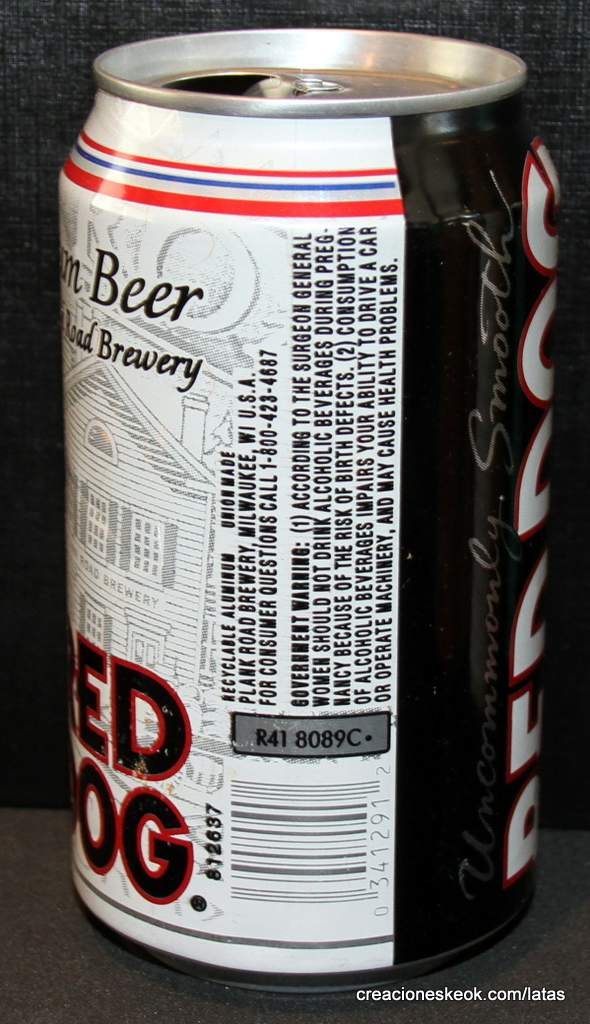 Beer
Road Brewery
ROAD BREWERY
RED
DOG
®
RECYCLABLE ALUMINUM UNION MADE
PLANK ROAD BREWERY, MILWAUKEE, WI U.S.A.
FOR CONSUMER QUESTIONS CALL 1-800-423-4687
GOVERNMENT WARNING: (1) ACCORDING TO THE SURGEON GENERAL
WOMEN SHOULD NOT DRINK ALCOHOLIC BEVERAGES DURING PREG-
NANCY BECAUSE OF THE RISK OF BIRTH DEFECTS. (2) CONSUMPTION
OF ALCOHOLIC BEVERAGES IMPAIRS YOUR ABILITY TO DRIVE A CAR
OR OPERATE MACHINERY, AND MAY CAUSE HEALTH PROBLEMS.
R41 8089C•
812637
0 341291 2
Uncommonly Smooth
RED DOG
creacioneskeok.com/latas